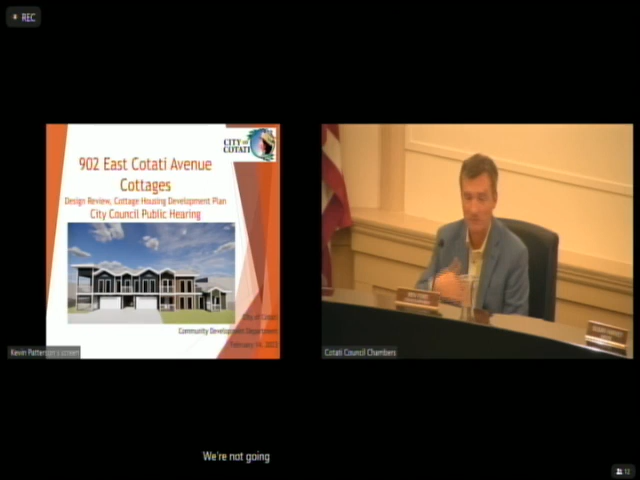 REC
CITY OF
COTATI
902 East Cotati Avenue
Cottages
Design Review, Cottage Housing Development Plan
City Council Public Hearing
City of Cotati
Community Development Department
Kevin Patterson's screen
Cotati Council Chambers
We're not going
12